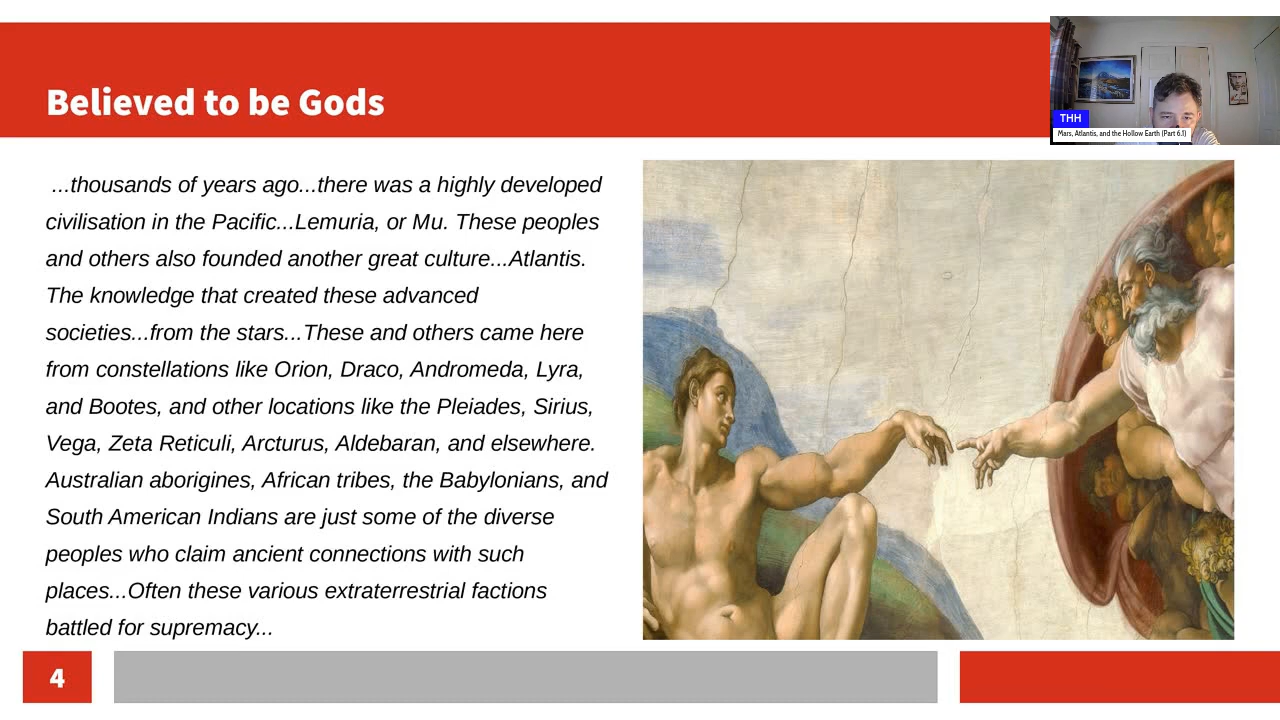 Believed to be Gods
THH
Mars, Atlantis, and the Hollow Earth (Part 6.1)
...thousands of years ago...there was a highly developed
civilisation in the Pacific...Lemuria, or Mu. These peoples
and others also founded another great culture...Atlantis.
The knowledge that created these advanced
societies...from the stars...These and others came here
from constellations like Orion, Draco, Andromeda, Lyra,
and Bootes, and other locations like the Pleiades, Sirius,
Vega, Zeta Reticuli, Arcturus, Aldebaran, and elsewhere.
Australian aborigines, African tribes, the Babylonians, and
South American Indians are just some of the diverse
peoples who claim ancient connections with such
places...Often these various extraterrestrial factions
battled for supremacy...
4